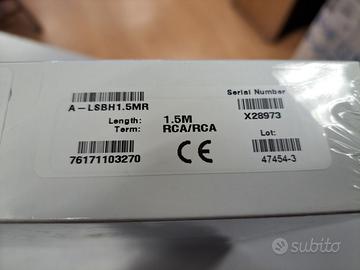 Serial Number
A-LSBH1.5MR
X28973
Length: 1.5M
Term: RCA/RCA
Lot:
76171103270
CE
47454-3
subito